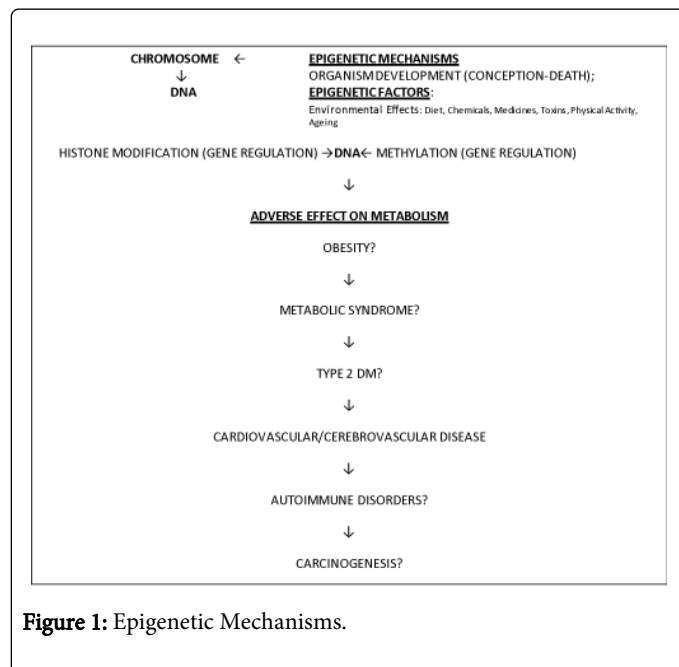 CHROMOSOME ← EPIGENETIC MECHANISMS
↓ ORGANISM DEVELOPMENT (CONCEPTION-DEATH);
DNA EPIGENETIC FACTORS:
Environmental Effects: Diet, Chemicals, Medicines, Toxins, Physical Activity,
Ageing
HISTONE MODIFICATION (GENE REGULATION) →DNA← METHYLATION (GENE REGULATION)
↓
ADVERSE EFFECT ON METABOLISM
OBESITY?
↓
METABOLIC SYNDROME?
↓
TYPE 2 DM?
↓
CARDIOVASCULAR/CEREBROVASCULAR DISEASE
↓
AUTOIMMUNE DISORDERS?
↓
CARCINOGENESIS?
Figure 1: Epigenetic Mechanisms.